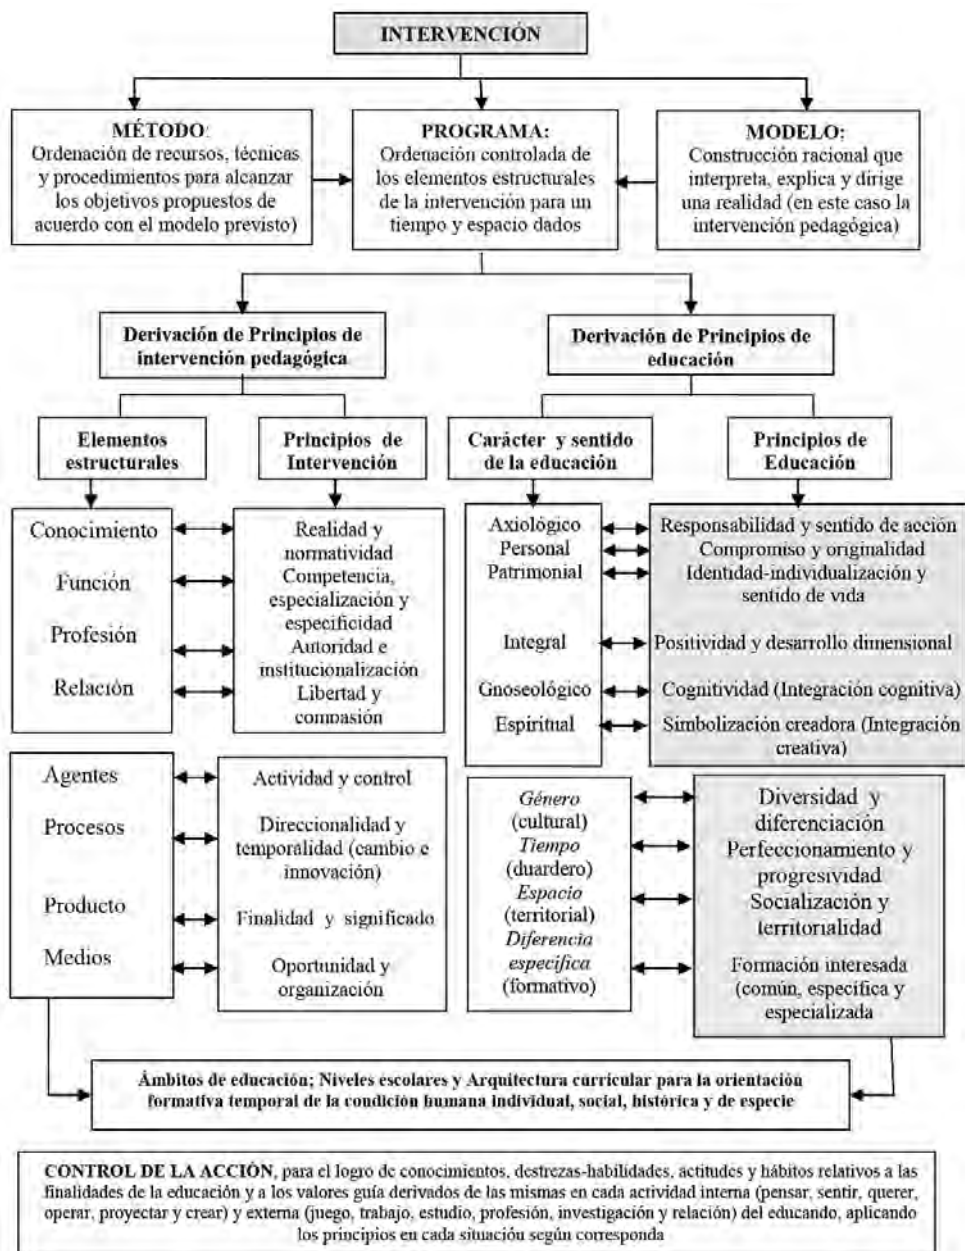 INTERVENCIÓN
MÉTODO:
Ordenación de recursos, técnicas
y procedimientos para alcanzar
los objetivos propuestos de
acuerdo con el modelo previsto)
PROGRAMA:
Ordenación controlada de
los elementos estructurales
de la intervención para un
tiempo y espacio dados
MODELO:
Construcción racional que
interpreta, explica y dirige
una realidad (en este caso la
intervención pedagógica)
Derivación de Principios de
intervención pedagógica
Derivación de Principios de
educación
Elementos
estructurales
Principios de
Intervención
Carácter y sentido
de la educación
Principios de
Educación
Conocimiento
Función
Profesión
Relación
Realidad y
normatividad
Competencia,
especialización y
especificidad
Autoridad e
institucionalización
Libertad y
compasión
Axiológico
Personal
Patrimonial
Integral
Gnoseológico
Espiritual
Responsabilidad y sentido de acción
Compromiso y originalidad
Identidad-individualización y
sentido de vida
Positividad y desarrollo dimensional
Cognitividad (Integración cognitiva)
Simbolización creadora (Integración
creativa)
Agentes
Procesos
Producto
Medios
Actividad y control
Direccionalidad y
temporalidad (cambio e
innovación)
Finalidad y significado
Oportunidad y
organización
Género
(cultural)
Tiempo
(duardero)
Espacio
(territorial)
Diferencia
específica
(formativo)
Diversidad y
diferenciación
Perfeccionamiento y
progresividad
Socialización y
territorialidad
Formación interesada
(común, específica y
especializada
Ámbitos de educación; Niveles escolares y Arquitectura curricular para la orientación
formativa temporal de la condición humana individual, social, histórica y de especie
CONTROL DE LA ACCIÓN, para el logro de conocimientos, destrezas-habilidades, actitudes y hábitos relativos a las
finalidades de la educación y a los valores guía derivados de las mismas en cada actividad interna (pensar, sentir, querer,
operar, proyectar y crear) y externa (juego, trabajo, estudio, profesión, investigación y relación) del educando, aplicando
los principios en cada situación según corresponda